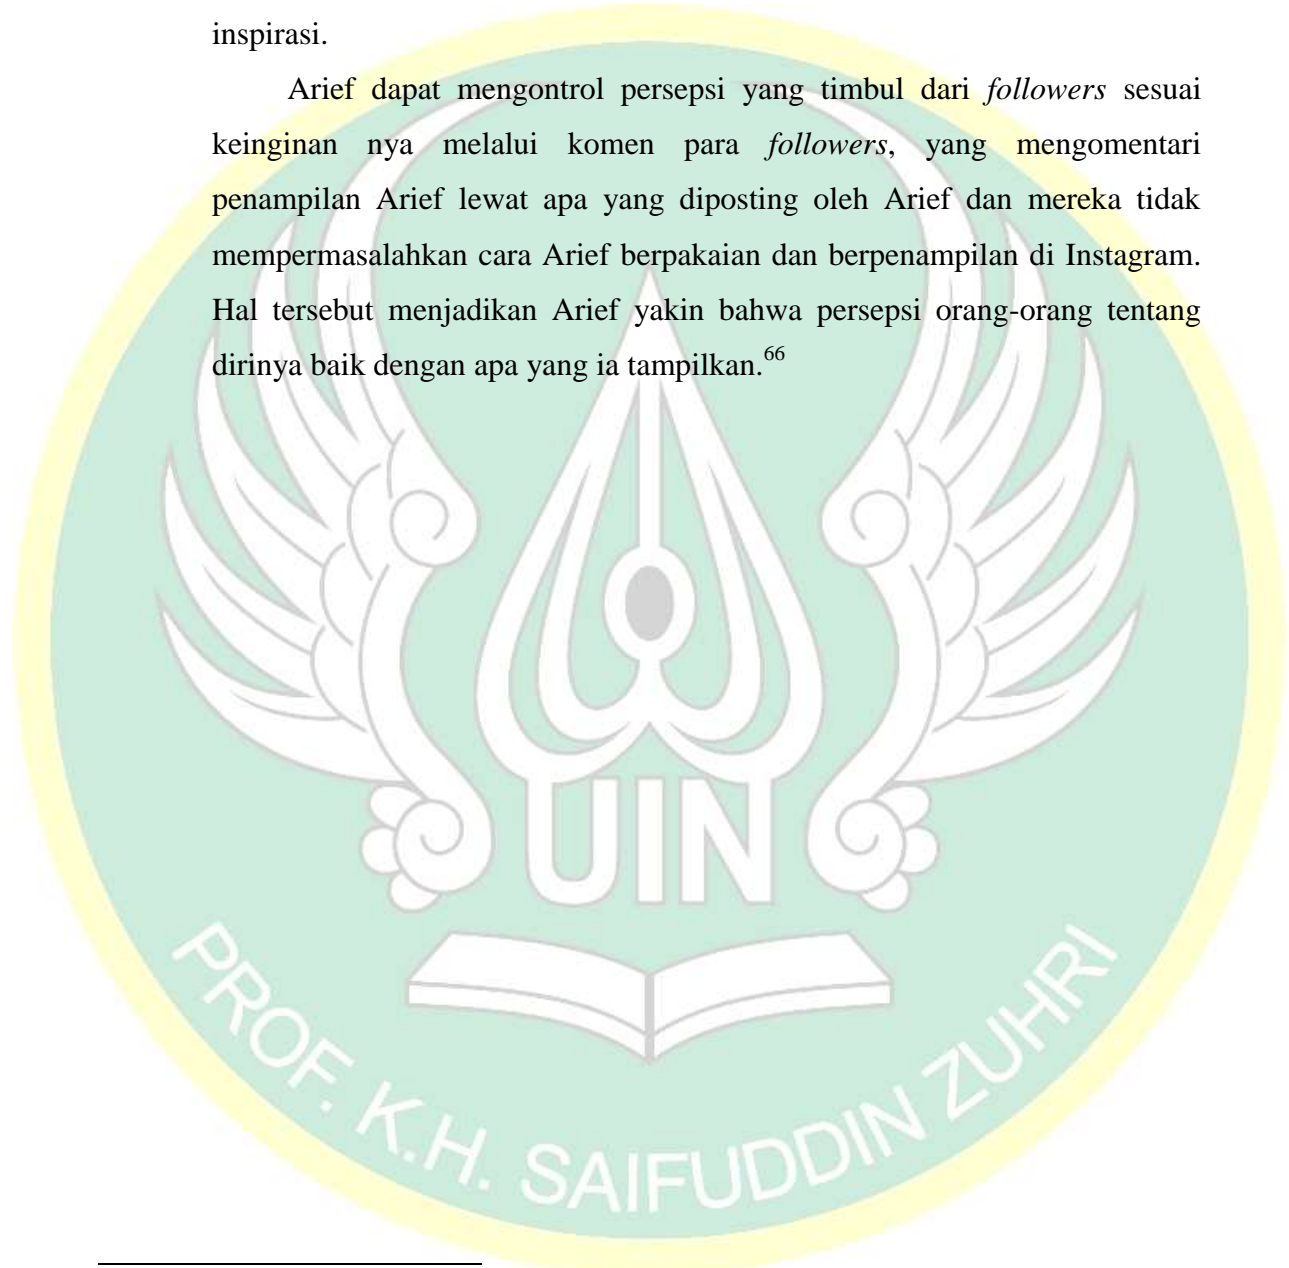 inspirasi.
Arief dapat mengontrol persepsi yang timbul dari followers sesuai
keinginan nya melalui komen para followers, yang mengomentari
penampilan Arief lewat apa yang diposting oleh Arief dan mereka tidak
mempermasalahkan cara Arief berpakaian dan berpenampilan di Instagram.
Hal tersebut menjadikan Arief yakin bahwa persepsi orang-orang tentang
dirinya baik dengan apa yang ia tampilkan.66
UIN
PROF. K.H. SAIFUDDIN ZUHRI